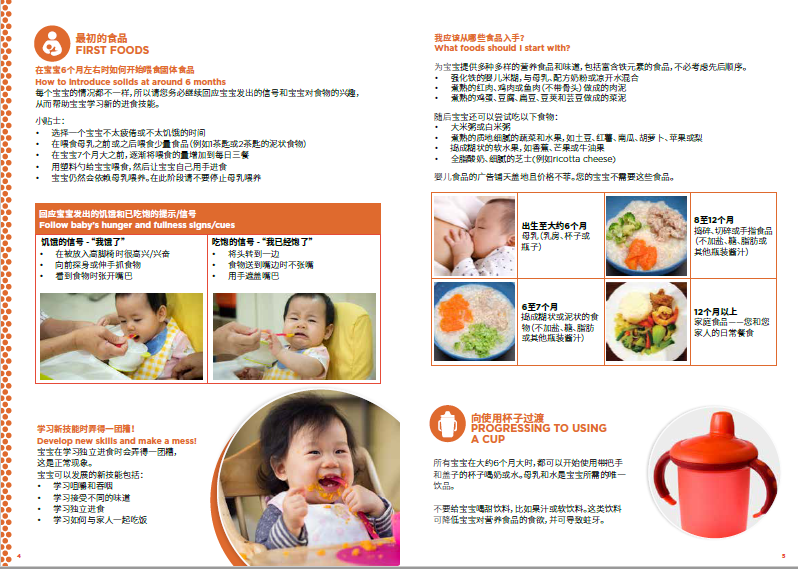 最初的食品
FIRST FOODS
在宝宝6个月左右时如何开始喂食固体食品
How to introduce solids at around 6 months
每个宝宝的情况都不一样,所以请您务必继续回应宝宝发出的信号和宝宝对食物的兴趣,
从而帮助宝宝学习新的进食技能。
小贴士:
• 选择一个宝宝不太疲倦或不太饥饿的时间
• 在喂食母乳之前或之后喂食少量食品(例如1茶匙或2茶匙的泥状食物)
• 在宝宝7个月大之前,逐渐将喂食的量增加到每日三餐
• 用塑料勺给宝宝喂食,然后让宝宝自己用手进食
• 宝宝仍然会依赖母乳喂养。在此阶段请不要停止母乳喂养
回应宝宝发出的饥饿和已吃饱的提示/信号
Follow baby's hunger and fullness signs/cues
饥饿的信号 - “我饿了”
• 在被放入高脚椅时很高兴/兴奋
• 向前探身或伸手抓食物
• 看到食物时张开嘴巴
吃饱的信号 - “我已经饱了”
• 将头转到一边
• 食物送到嘴边时不张嘴
• 用手遮盖嘴巴
学习新技能时弄得一团糟!
Develop new skills and make a mess!
宝宝在学习独立进食时会弄得一团糟,
这是正常现象。
宝宝可以发展的新技能包括:
• 学习咀嚼和吞咽
• 学习接受不同的味道
• 学习独立进食
• 学习如何与家人一起吃饭
4
我应该从哪些食品入手?
What foods should I start with?
为宝宝提供多种多样的营养食品和味道,包括富含铁元素的食品,不必考虑先后顺序。
• 强化铁的婴儿米糊,与母乳、配方奶粉或凉开水混合
• 煮熟的红肉、鸡肉或鱼肉(不带骨头)做成的肉泥
• 煮熟的鸡蛋、豆腐、扁豆、豆荚和芸豆做成的菜泥
随后宝宝还可以尝试吃以下食物:
• 大米粥或白米粥
• 煮熟的质地细腻的蔬菜和水果,如土豆、红薯、南瓜、胡萝卜、苹果或梨
• 捣成糊状的软水果,如香蕉、芒果或牛油果
• 全脂酸奶、细腻的芝士(例如ricotta cheese)
婴儿食品的广告铺天盖地且价格不菲。您的宝宝不需要这些食品。
出生至大约6个月
母乳(乳房、杯子或
瓶子)
8至12个月
捣碎、切碎或手指食品
(不加盐、糖、脂肪或
其他瓶装酱汁)
6至7个月
捣成糊状或泥状的食
物(不加盐、糖、脂肪
或其他瓶装酱汁)
12个月以上
家庭食品——您和您
家人的日常餐食
向使用杯子过渡
PROGRESSING TO USING
A CUP
所有宝宝在大约6个月大时,都可以开始使用带把手
和盖子的杯子喝奶或水。母乳和水是宝宝所需的唯一
饮品。
不要给宝宝喝甜饮料,比如果汁或软饮料。这类饮料
可降低宝宝对营养食品的食欲,并可导致蛀牙。
5